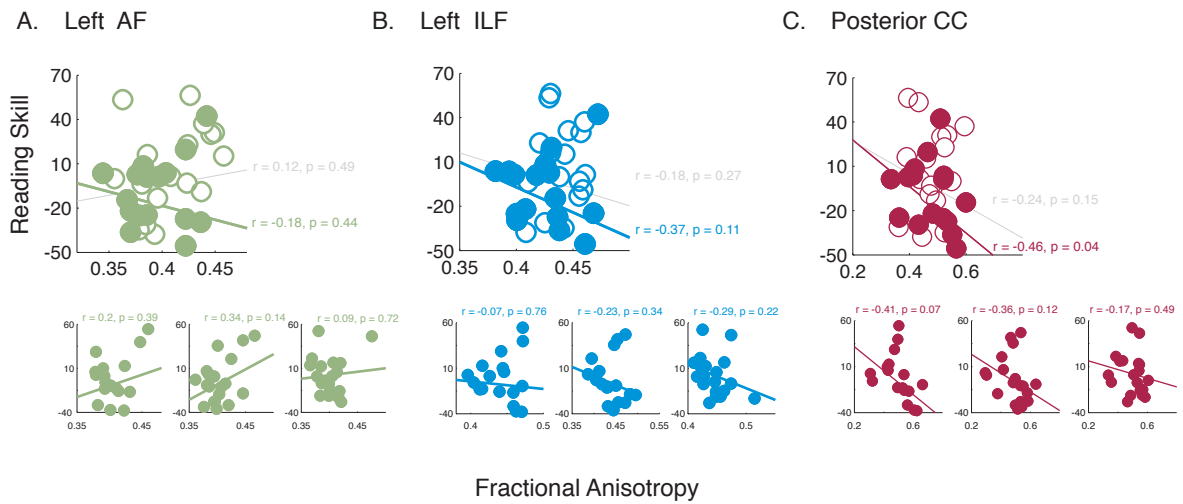 A. Left AF
B. Left ILF
C. Posterior CC
Reading Skill
70
40
10
-20
-50
0.35 0.4 0.45
r = 0.12, p = 0.49
r = -0.18, p = 0.44
70
40
10
-20
-50
0.35 0.4 0.45 0.5
r = -0.18, p = 0.27
r = -0.37, p = 0.11
70
40
10
-20
-50
0.2 0.4 0.6
r = -0.24, p = 0.15
r = -0.46, p = 0.04
r = 0.2, p = 0.39
r = 0.34, p = 0.14
r = 0.09, p = 0.72
60
-40
0.35 0.45
0.35 0.45
0.35 0.45
r = -0.07, p = 0.76
r = -0.23, p = 0.34
r = -0.29, p = 0.22
60
-40
0.4 0.5
0.35 0.45 0.55
0.4 0.5
r = -0.41, p = 0.07
r = -0.36, p = 0.12
r = -0.17, p = 0.49
60
-40
0.2 0.6
0.2 0.6
0.2 0.6
Fractional Anisotropy